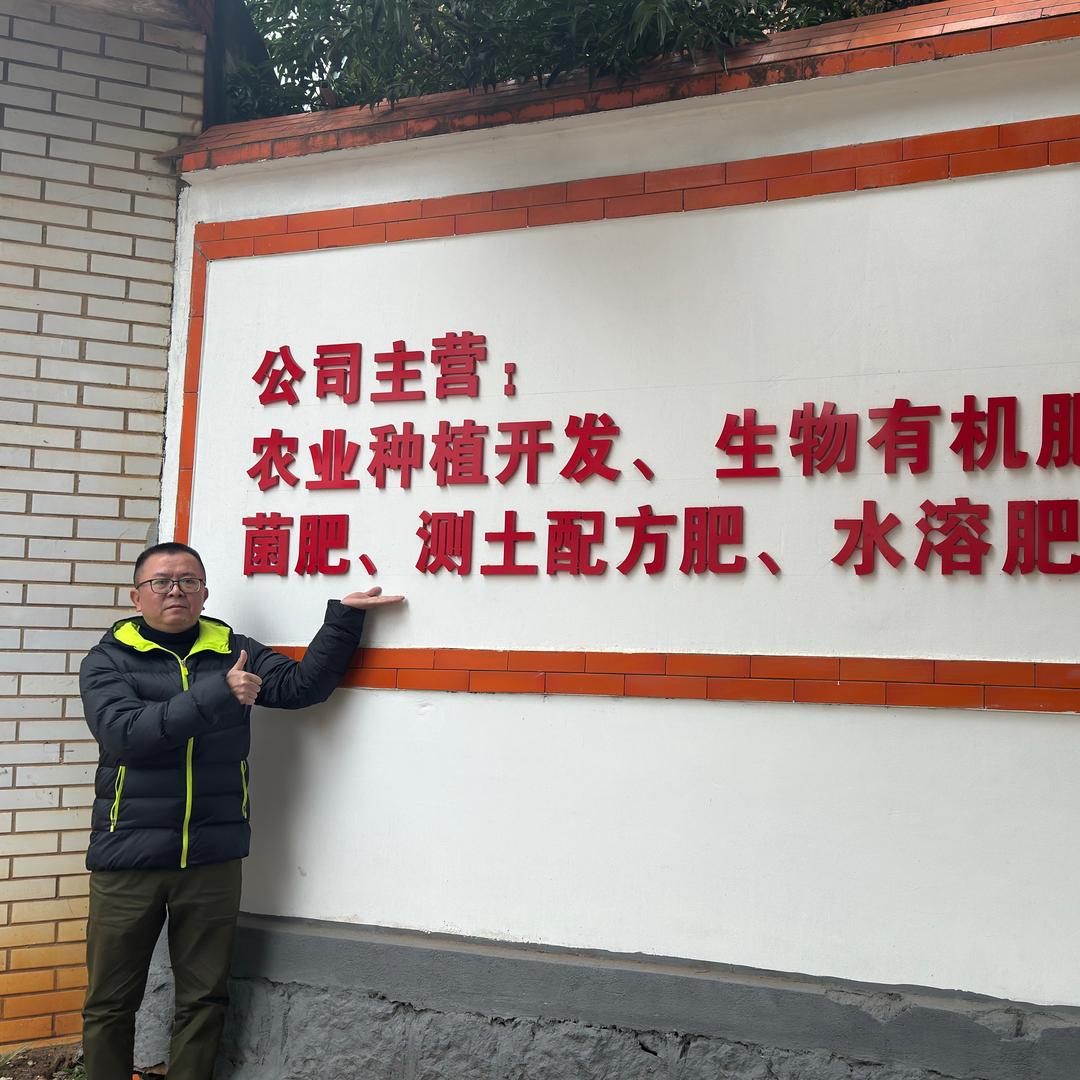 公司主营：
农业种植开发、生物有机肥
菌肥、测土配方肥、水溶肥